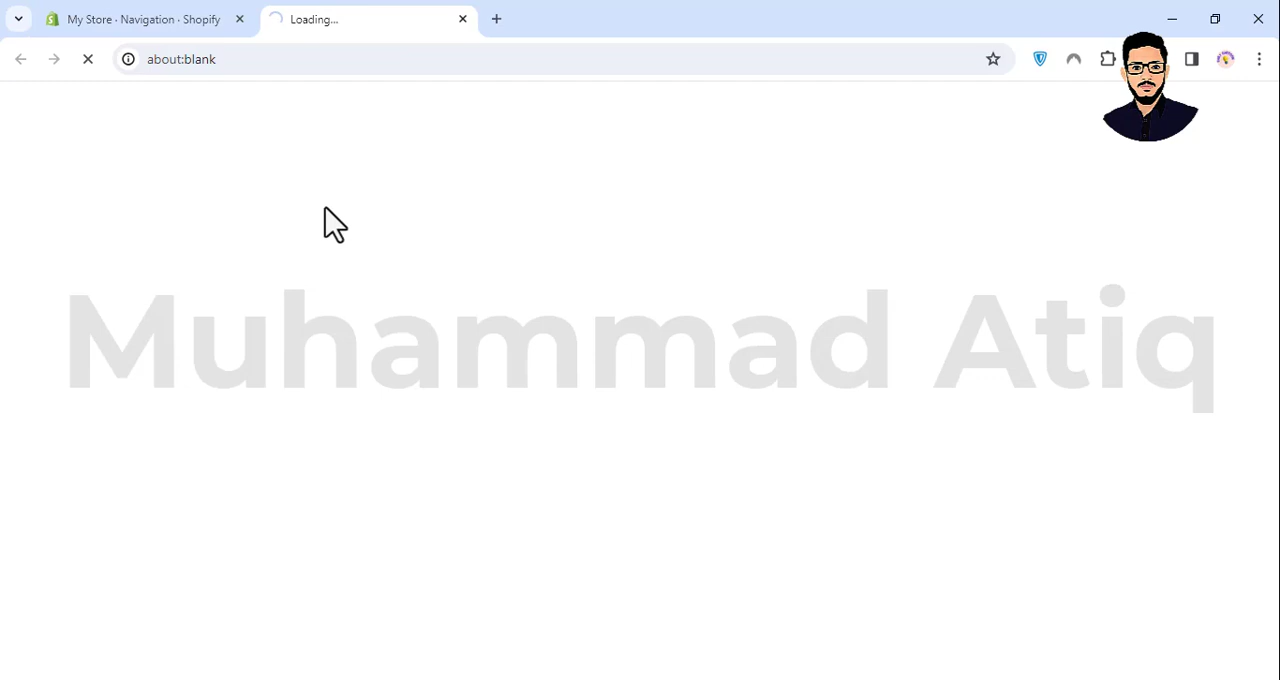 My Store · Navigation · Shopify
Loading...
about:blank
Muhammad Atiq